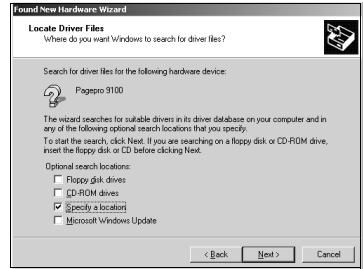 Found New Hardware Wizard
Locate Driver Files
Where do you want Windows to search for driver files?
Search for driver files for the following hardware device:
Pagepro 9100
The wizard searches for suitable drivers in its driver database on your computer and in
any of the following optional search locations that you specify.
To start the search, click Next. If you are searching on a floppy disk or CD-ROM drive,
insert the floppy disk or CD before clicking Next.
Optional search locations:
Floppy disk drives
CD-ROM drives
Specify a location
Microsoft Windows Update
< Back
Next >
Cancel